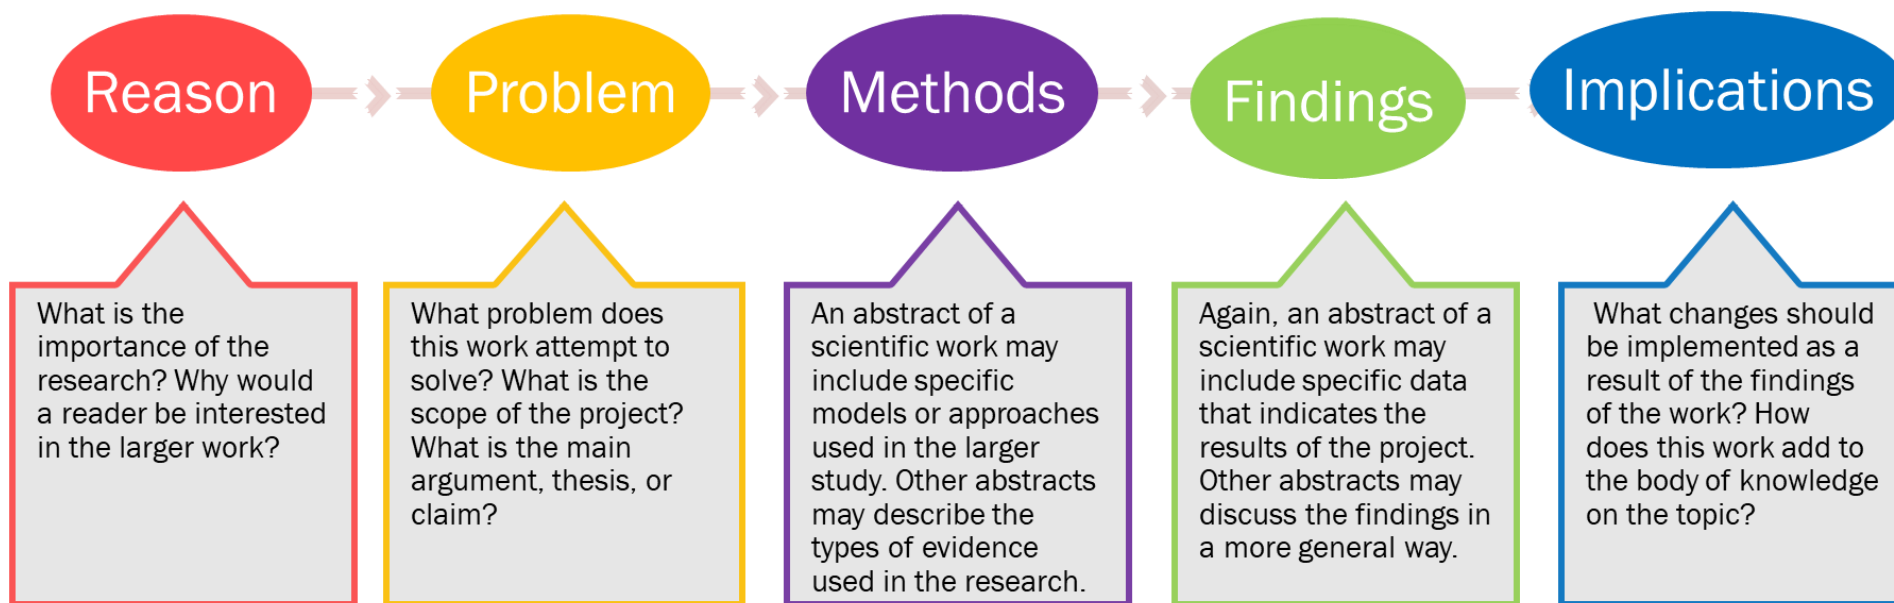 Reason
Problem
Methods
Findings
Implications
What is the
importance of the
research? Why would
a reader be interested
in the larger work?
What problem does
this work attempt to
solve? What is the
scope of the project?
What is the main
argument, thesis, or
claim?
An abstract of a
scientific work may
include specific
models or approaches
used in the larger
study. Other abstracts
may describe the
types of evidence
used in the research.
Again, an abstract of a
scientific work may
include specific data
that indicates the
results of the project.
Other abstracts may
discuss the findings in
a more general way.
What changes should
be implemented as a
result of the findings
of the work? How
does this work add to
the body of knowledge
on the topic?